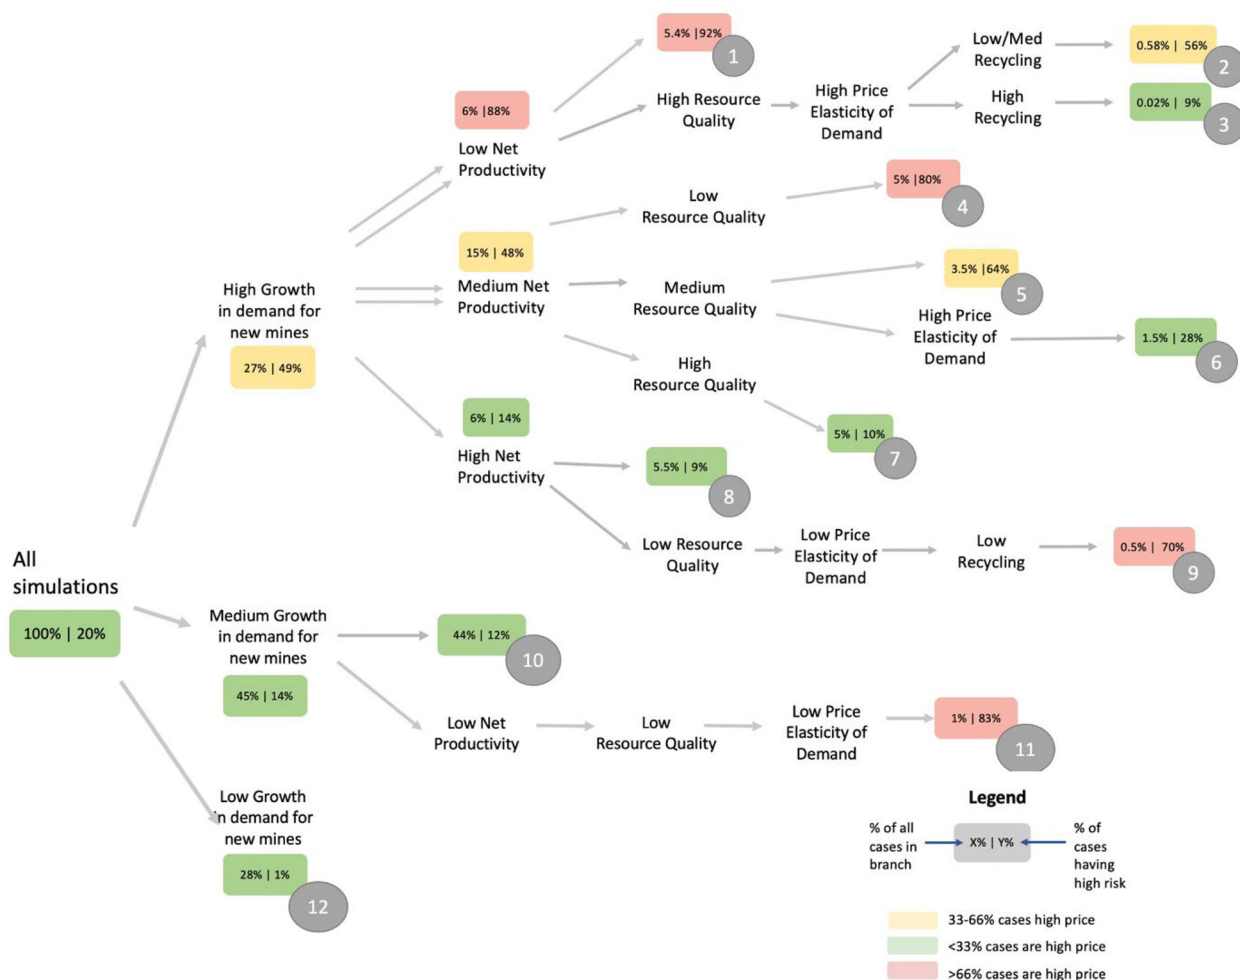 5.4% |92%
1
Low/Med
Recycling
0.58% | 56%
2
6% |88%
High Resource
Quality
High Price
Elasticity of
Demand
High
Recycling
0.02% | 9%
3
Low Net
Productivity
Low
Resource Quality
5% |80%
4
15% | 48%
Medium Net
Productivity
Medium
Resource Quality
3.5% |64%
5
High Growth
in demand for
new mines
27% | 49%
High Price
Elasticity of
Demand
1.5% | 28%
6
High
Resource Quality
5% | 10%
7
6% | 14%
High Net
Productivity
5.5% | 9%
8
Low Resource
Quality
Low Price
Elasticity of
Demand
Low
Recycling
0.5% | 70%
9
All
simulations
100% | 20%
Medium Growth
in demand for
new mines
45% | 14%
44% | 12%
10
Low Net
Productivity
Low
Resource Quality
Low Price
Elasticity of
Demand
1% | 83%
11
Low Growth
in demand for
new mines
28% | 1%
12
Legend
% of all
cases in
branch
X% | Y%
% of
cases
having
high risk
33-66% cases high price
<33% cases are high price
>66% cases are high price